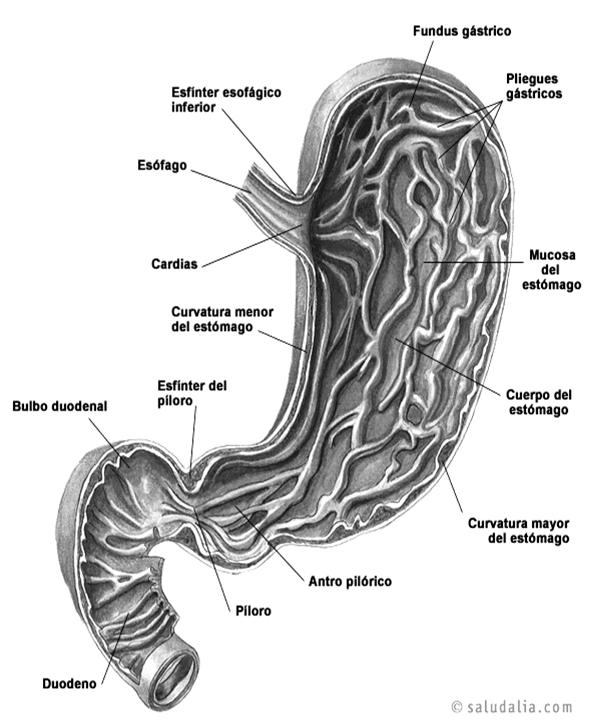 Fundus gástrico
Pliegues
gástricos
Esfínter esofágico
inferior
Esófago
Cardias
Mucosa
del
estómago
Curvatura menor
del estómago
Esfínter del
píloro
Bulbo duodenal
Cuerpo del
estómago
Curvatura mayor
del estómago
Antro pilórico
Píloro
Duodeno
© saludalia.com